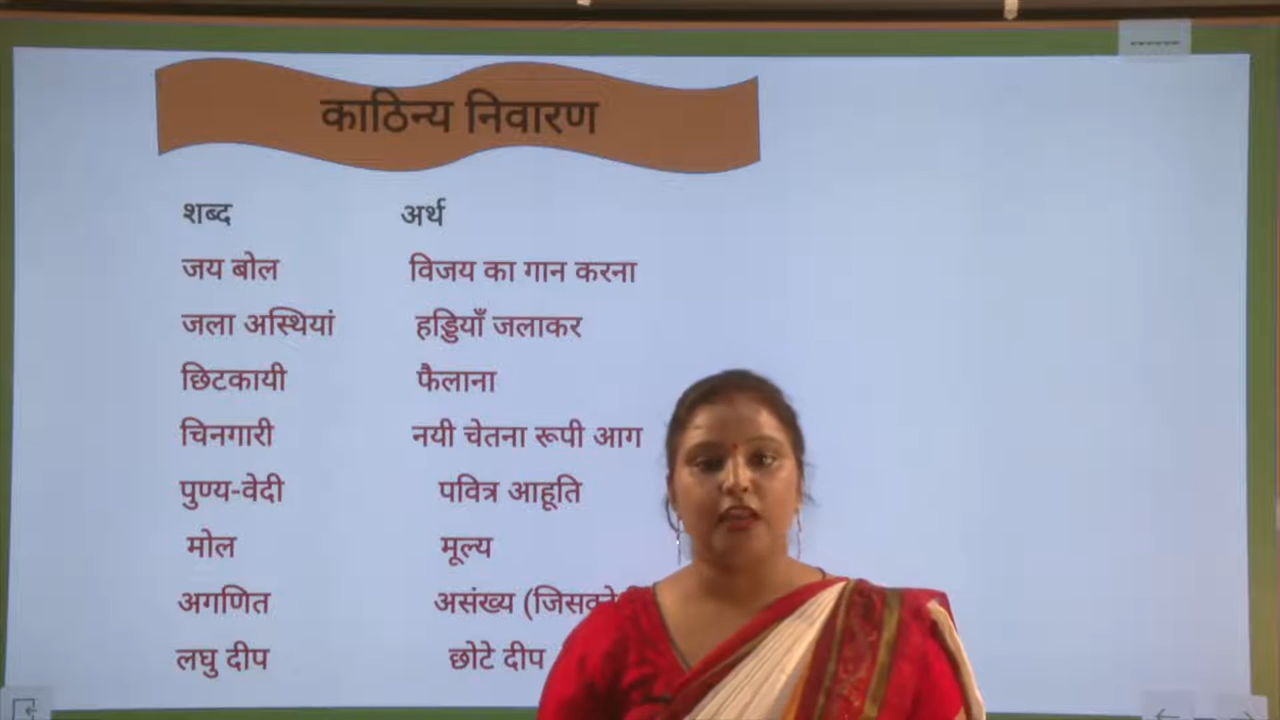 काठिन्य निवारण
शब्द अर्थ
जय बोल विजय का गान करना
जला अस्थियां हड्डियाँ जलाकर
छिटकायी फैलाना
चिनगारी नयी चेतना रूपी आग
पुण्य-वेदी पवित्र आहूति
मोल मूल्य
अगणित असंख्य
लघु दीप छोटे दीप